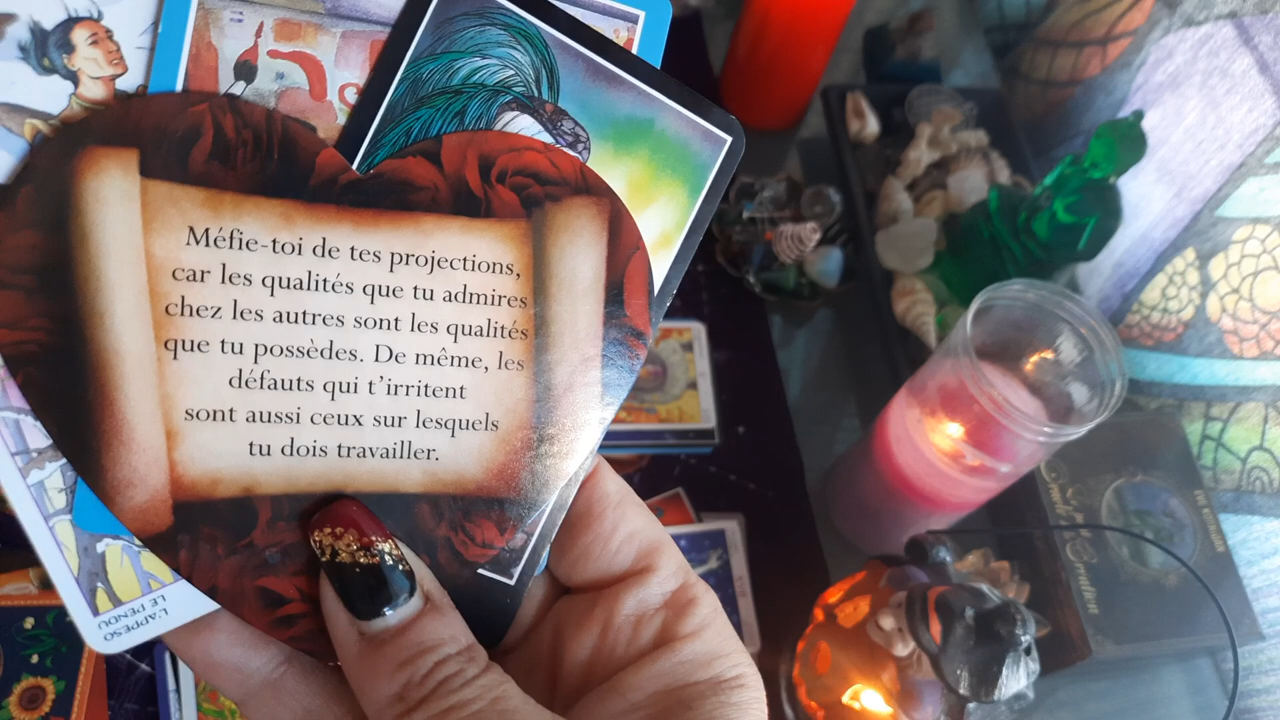 Méfie-toi de tes projections,
car les qualités que tu admires
chez les autres sont les qualités
que tu possèdes. De même, les
défauts qui t'irritent
sont aussi ceux sur lesquels
tu dois travailler.
L'APPESO
LE PENDU